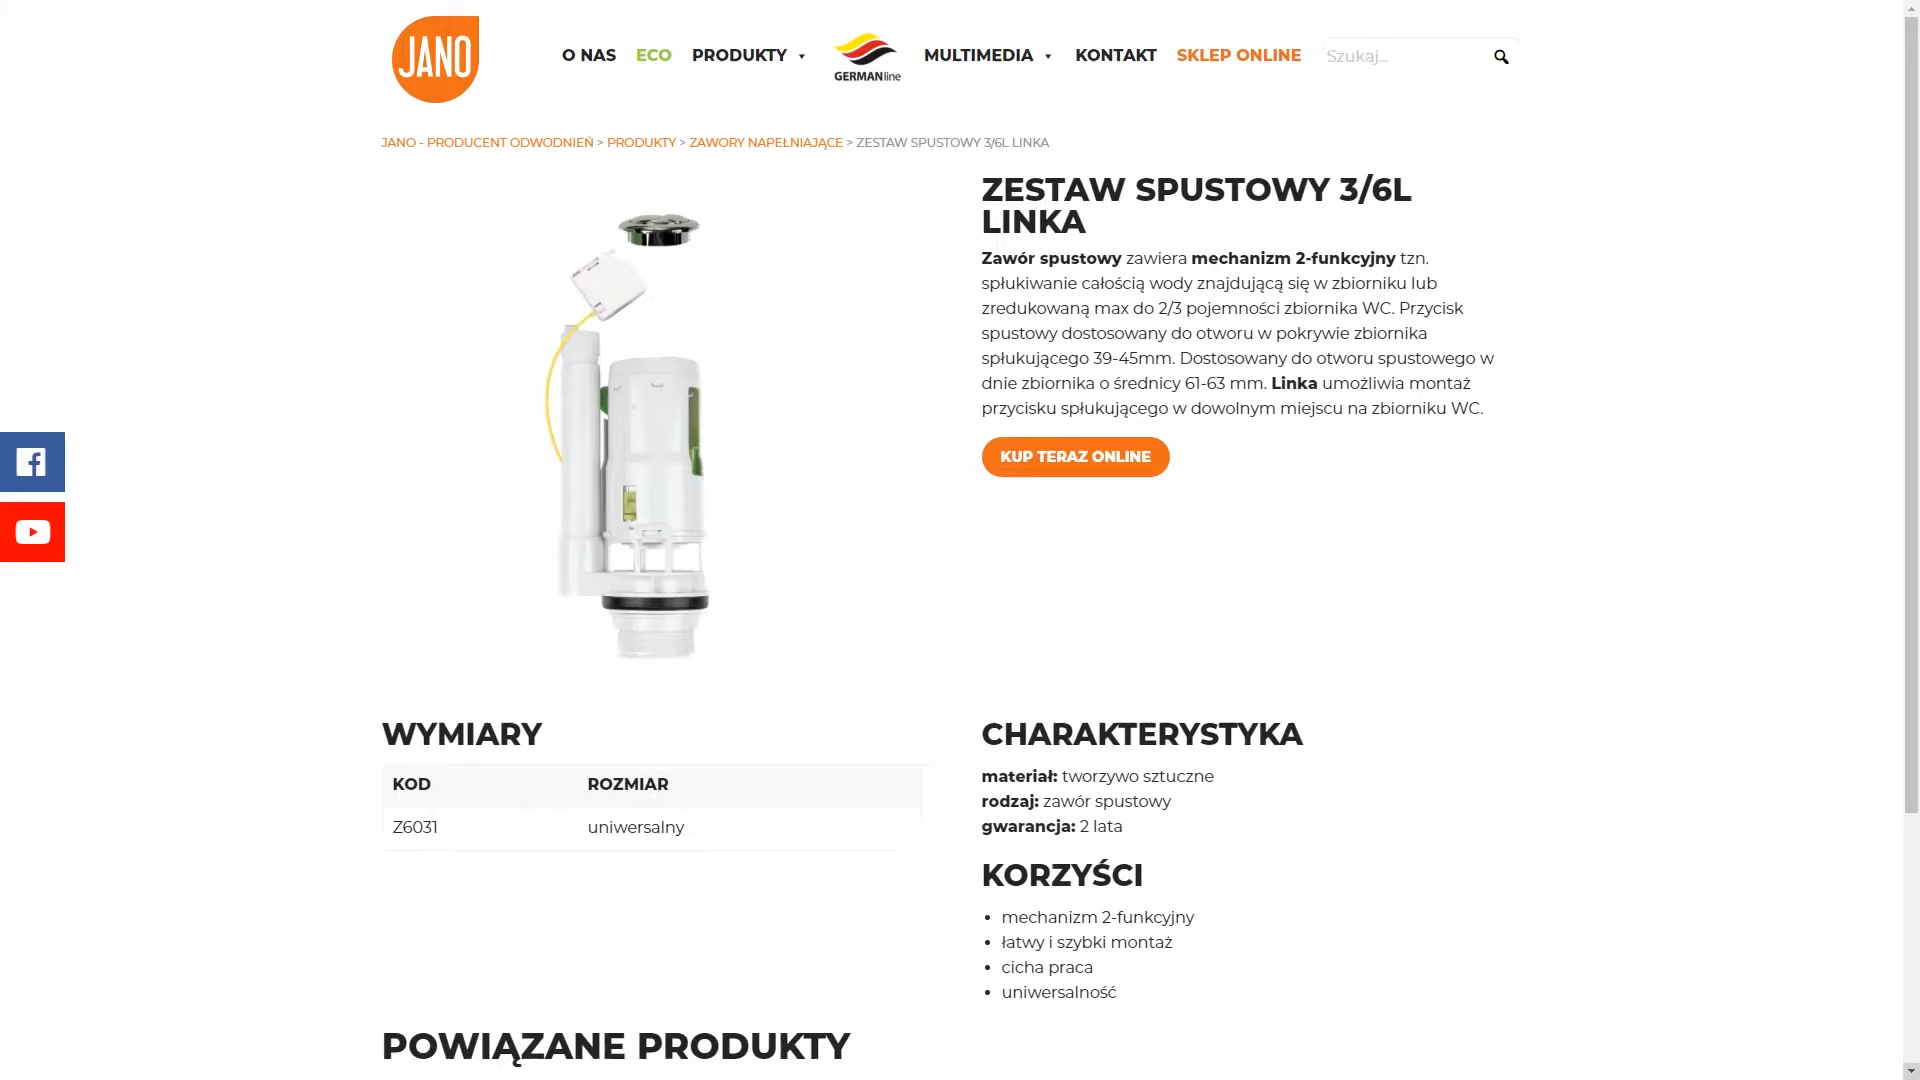 JANO
O NAS
ECO
PRODUKTY
GERMANline
MULTIMEDIA
KONTAKT
SKLEP ONLINE
Szukaj...
JANO - PRODUCENT ODWODNIEŃ > PRODUKTY > ZAWORY NAPEŁNIAJĄCE > ZESTAW SPUSTOWY 3/6L LINKA
ZESTAW SPUSTOWY 3/6L
LINKA
Zawór spustowy zawiera mechanizm 2-funkcyjny tzn.
spłukiwanie całością wody znajdującą się w zbiorniku lub
zredukowaną max do 2/3 pojemności zbiornika WC. Przycisk
spustowy dostosowany do otworu w pokrywie zbiornika
spłukującego 39-45mm. Dostosowany do otworu spustowego w
dnie zbiornika o średnicy 61-63 mm. Linka umożliwia montaż
przycisku spłukującego w dowolnym miejscu na zbiorniku WC.
KUP TERAZ ONLINE
WYMIARY
KOD ROZMIAR
Z6031 uniwersalny
CHARAKTERYSTYKA
materiał: tworzywo sztuczne
rodzaj: zawór spustowy
gwarancja: 2 lata
KORZYŚCI
• mechanizm 2-funkcyjny
• łatwy i szybki montaż
• cicha praca
• uniwersalność
POWIĄZANE PRODUKTY